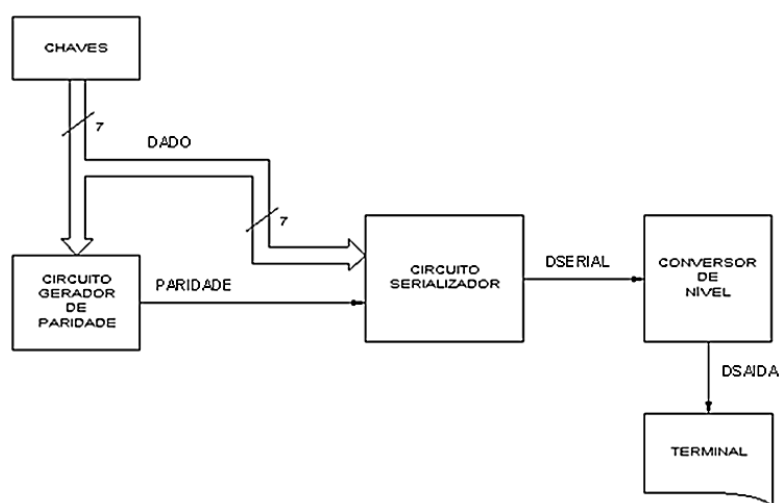 CHAVES
7
DADO
7
CIRCUITO
GERADOR
DE
PARIDADE
PARIDADE
CIRCUITO
SERIALIZADOR
DSERIAL
CONVERSOR
DE
NÍVEL
DSAIDA
TERMINAL